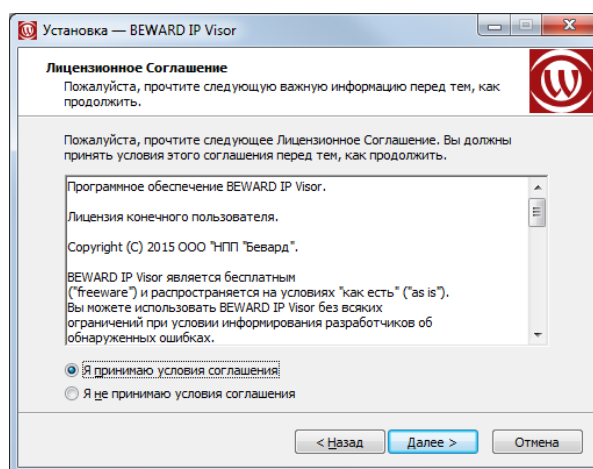 Установка — BEWARD IP Visor
Лицензионное Соглашение
Пожалуйста, прочтите следующую важную информацию перед тем, как
продолжить.
Пожалуйста, прочтите следующее Лицензионное Соглашение. Вы должны
принять условия этого соглашения перед тем, как продолжить.
Программное обеспечение BEWARD IP Visor.
Лицензия конечного пользователя.
Copyright (C) 2015 ООО "НПП "Бевард".
BEWARD IP Visor является бесплатным
("freeware") и распространяется на условиях "как есть" ("as is").
Вы можете использовать BEWARD IP Visor без всяких
ограничений при условии информирования разработчиков об
обнаруженных ошибках.
Я принимаю условия соглашения
Я не принимаю условия соглашения
< Назад Далее > Отмена